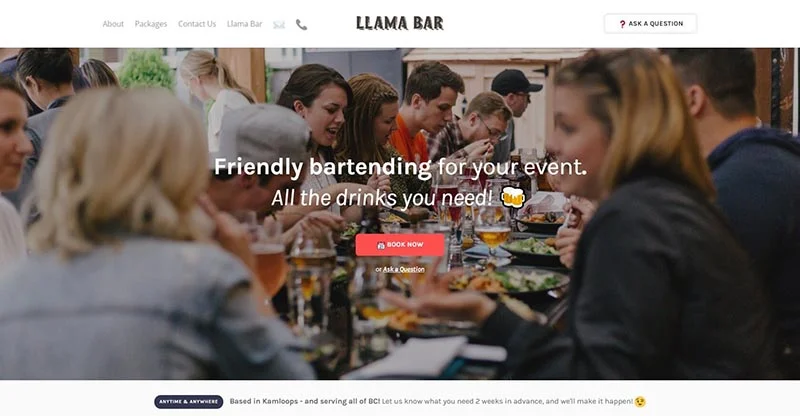 About Packages Contact Us Llama Bar
LLAMA BAR
ASK A QUESTION
Friendly bartending for your event.
All the drinks you need!
BOOK NOW
or Ask a Question
ANYTIME & ANYWHERE Based in Kamloops - and serving all of BC! Let us know what you need 2 weeks in advance, and we'll make it happen!